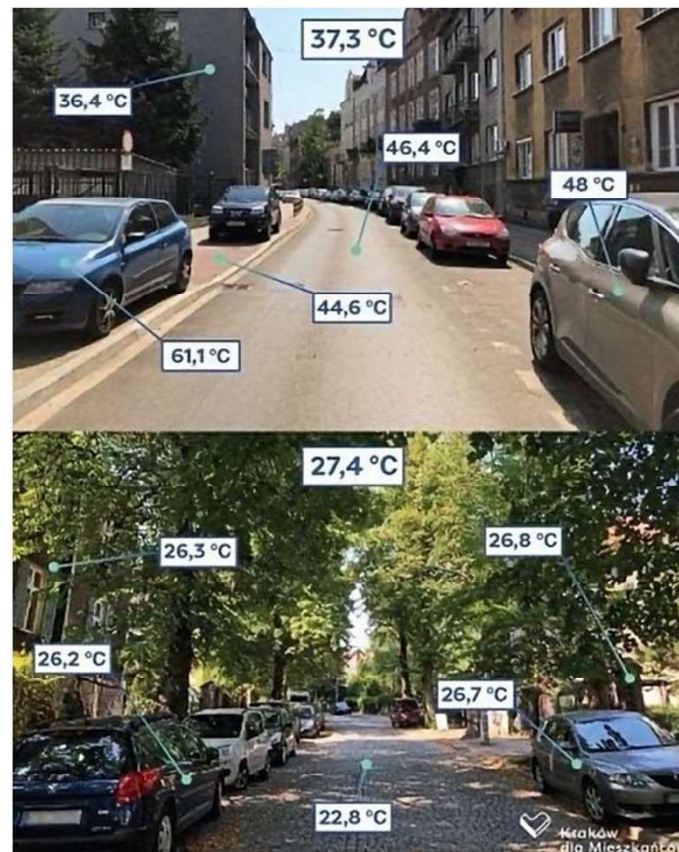 37,3 °C
36,4 °C
46,4 °C
48 °C
44,6 °C
61,1 °C
27,4 °C
26,3 °C
26,8 °C
26,2 °C
26,7 °C
22,8 °C
Kraków
dla Mieszkańców